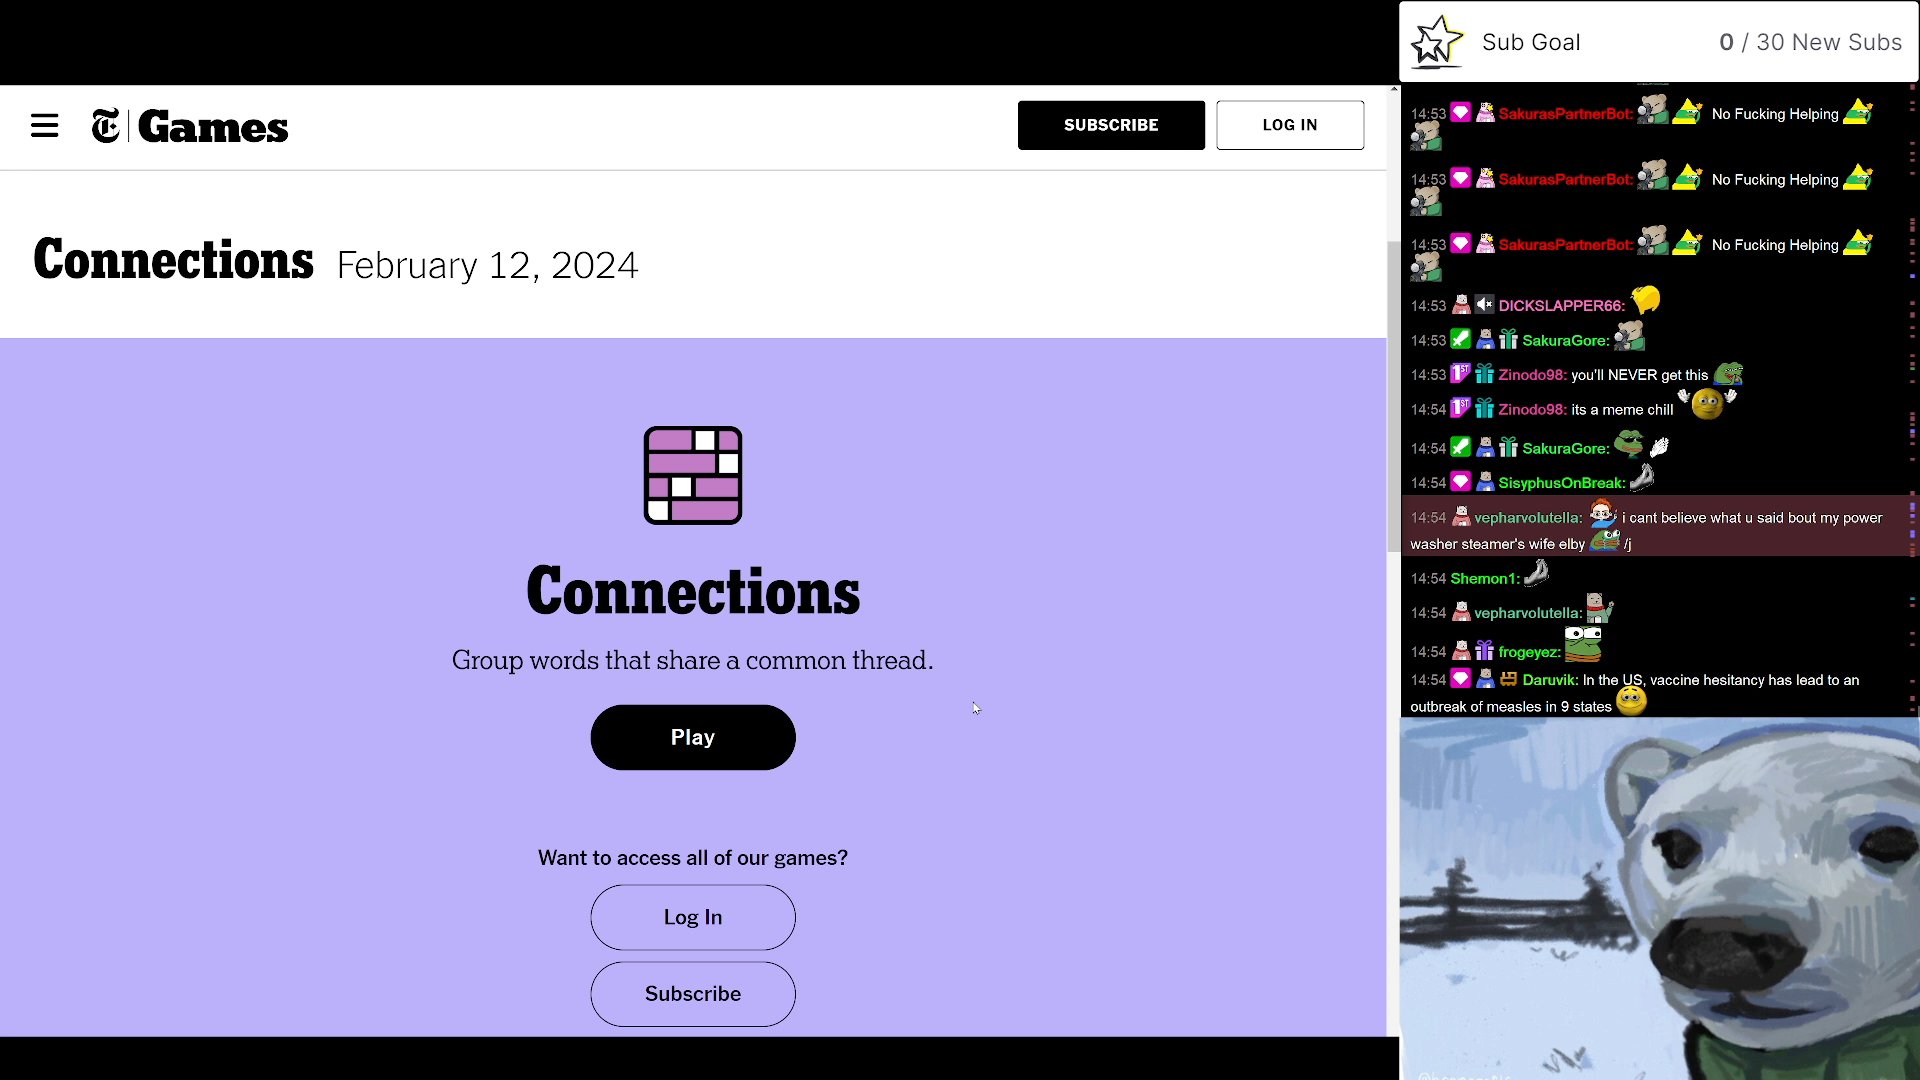 Sub Goal 0 / 30 New Subs
Games
SUBSCRIBE
LOG IN
Connections February 12, 2024
Connections
Group words that share a common thread.
Play
Want to access all of our games?
Log In
Subscribe
14:53 SakurasPartnerBot: No Fucking Helping
14:53 SakurasPartnerBot: No Fucking Helping
14:53 SakurasPartnerBot: No Fucking Helping
14:53 DICKSLAPPER66:
14:53 SakuraGore:
14:53 1ST Zinodo98: you'll NEVER get this
14:54 1ST Zinodo98: its a meme chill
14:54 SakuraGore:
14:54 SisyphusOnBreak:
14:54 vepharvolutella: i cant believe what u said bout my power
washer steamer's wife elby /j
14:54 Shemon1:
14:54 vepharvolutella:
14:54 frogeyez:
14:54 Daruvik: In the US, vaccine hesitancy has lead to an
outbreak of measles in 9 states